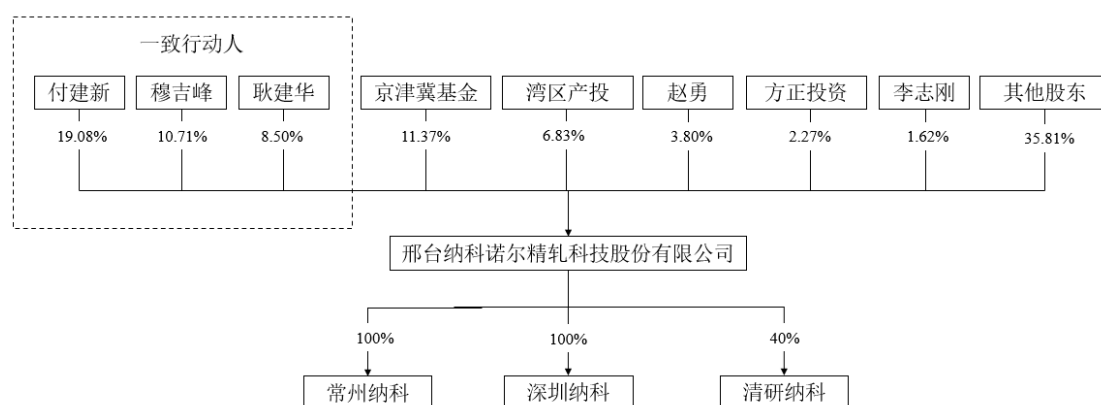 一致行动人
付建新 穆吉峰 耿建华 京津冀基金 湾区产投 赵勇 方正投资 李志刚 其他股东
19.08% 10.71% 8.50% 11.37% 6.83% 3.80% 2.27% 1.62% 35.81%
邢台纳科诺尔精轧科技股份有限公司
100% 100% 40%
常州纳科 深圳纳科 清研纳科